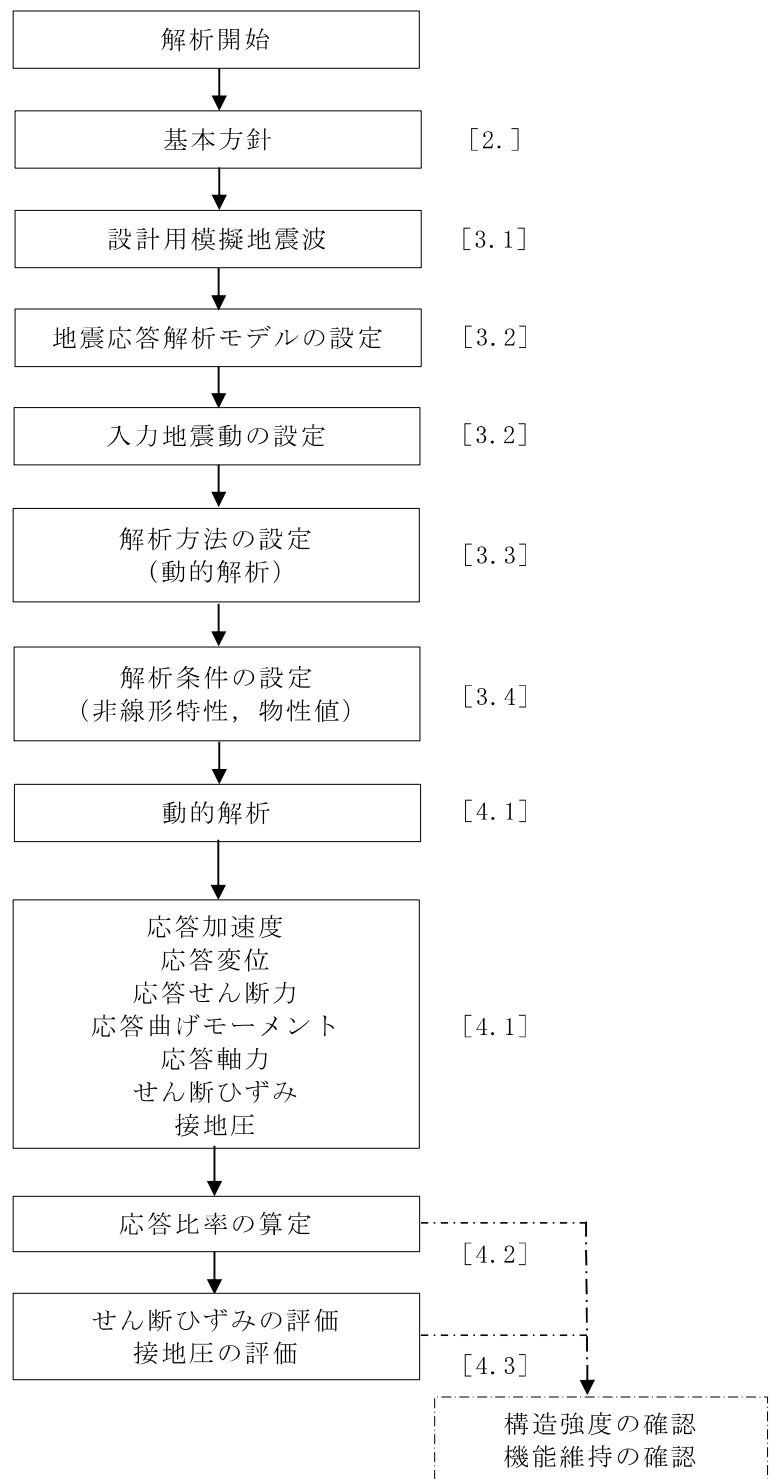 解析開始
基本方針
[2.]
設計用模擬地震波
[3.1]
地震応答解析モデルの設定
[3.2]
入力地震動の設定
[3.2]
解析方法の設定
(動的解析)
[3.3]
解析条件の設定
(非線形特性, 物性値)
[3.4]
動的解析
[4.1]
応答加速度
応答変位
応答せん断力
応答曲げモーメント
応答軸力
せん断ひずみ
接地圧
[4.1]
応答比率の算定
[4.2]
せん断ひずみの評価
接地圧の評価
[4.3]
構造強度の確認
機能維持の確認